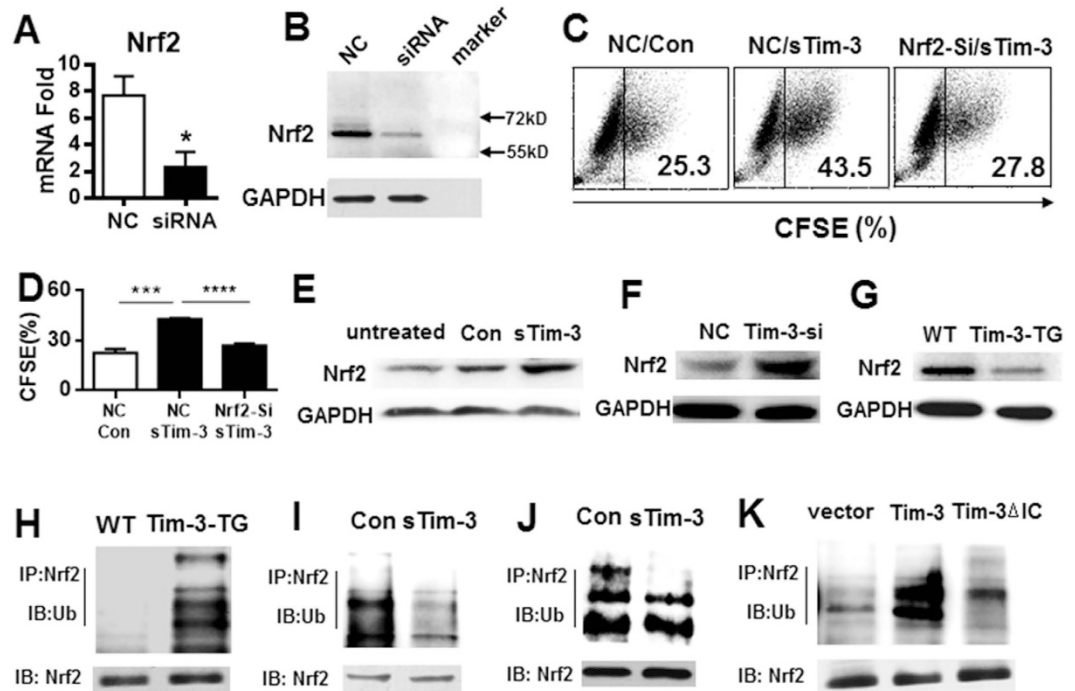 A
Nrf2
mRNA Fold
10
8
6
4
2
0
*
NC siRNA
B
NC siRNA marker
Nrf2
72kD
55kD
GAPDH
C
NC/Con NC/sTim-3 Nrf2-Si/sTim-3
25.3 43.5 27.8
CFSE (%)
D
CFSE(%)
60
30
0
*** ****
NC NC Nrf2-Si
Con sTim-3 sTim-3
E
untreated Con sTim-3
Nrf2
GAPDH
F
NC Tim-3-si
Nrf2
GAPDH
G
WT Tim-3-TG
Nrf2
GAPDH
H
WT Tim-3-TG
IP:Nrf2
IB:Ub
IB: Nrf2
I
Con sTim-3
IP:Nrf2
IB:Ub
IB: Nrf2
J
Con sTim-3
IP:Nrf2
IB:Ub
IB: Nrf2
K
vector Tim-3 Tim-3ΔIC
IP:Nrf2
IB:Ub
IB: Nrf2